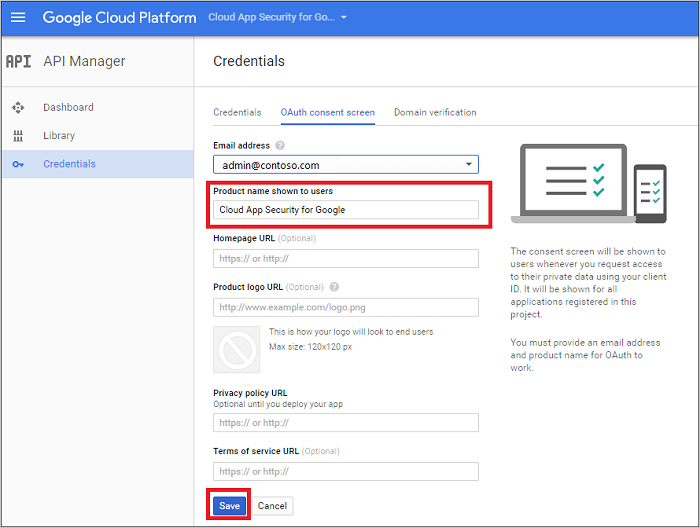 Google Cloud Platform
Cloud App Security for Goo...
API
API Manager
Dashboard
Library
Credentials
Credentials
Credentials
OAuth consent screen
Domain verification
Email address
admin@contoso.com
Product name shown to users
Cloud App Security for Google
Homepage URL (Optional)
https:// or http://
Product logo URL (Optional)
http://www.example.com/logo.png
This is how your logo will look to end users
Max size: 120x120 px
Privacy policy URL
Optional until you deploy your app
https:// or http://
Terms of service URL (Optional)
https:// or http://
Save
Cancel
The consent screen will be shown to
users whenever you request access
to their private data using your client
ID. It will be shown for all
applications registered in this
project.
You must provide an email address
and product name for OAuth to
work.